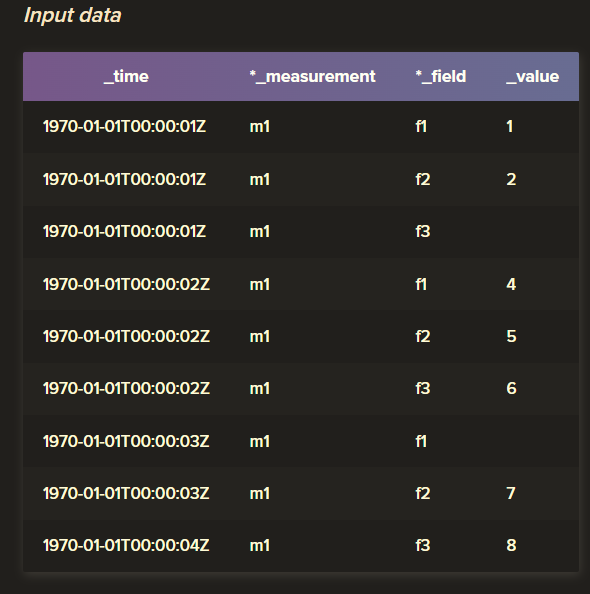 Input data
_time *_measurement *_field _value
1970-01-01T00:00:01Z m1 f1 1
1970-01-01T00:00:01Z m1 f2 2
1970-01-01T00:00:01Z m1 f3
1970-01-01T00:00:02Z m1 f1 4
1970-01-01T00:00:02Z m1 f2 5
1970-01-01T00:00:02Z m1 f3 6
1970-01-01T00:00:03Z m1 f1
1970-01-01T00:00:03Z m1 f2 7
1970-01-01T00:00:04Z m1 f3 8